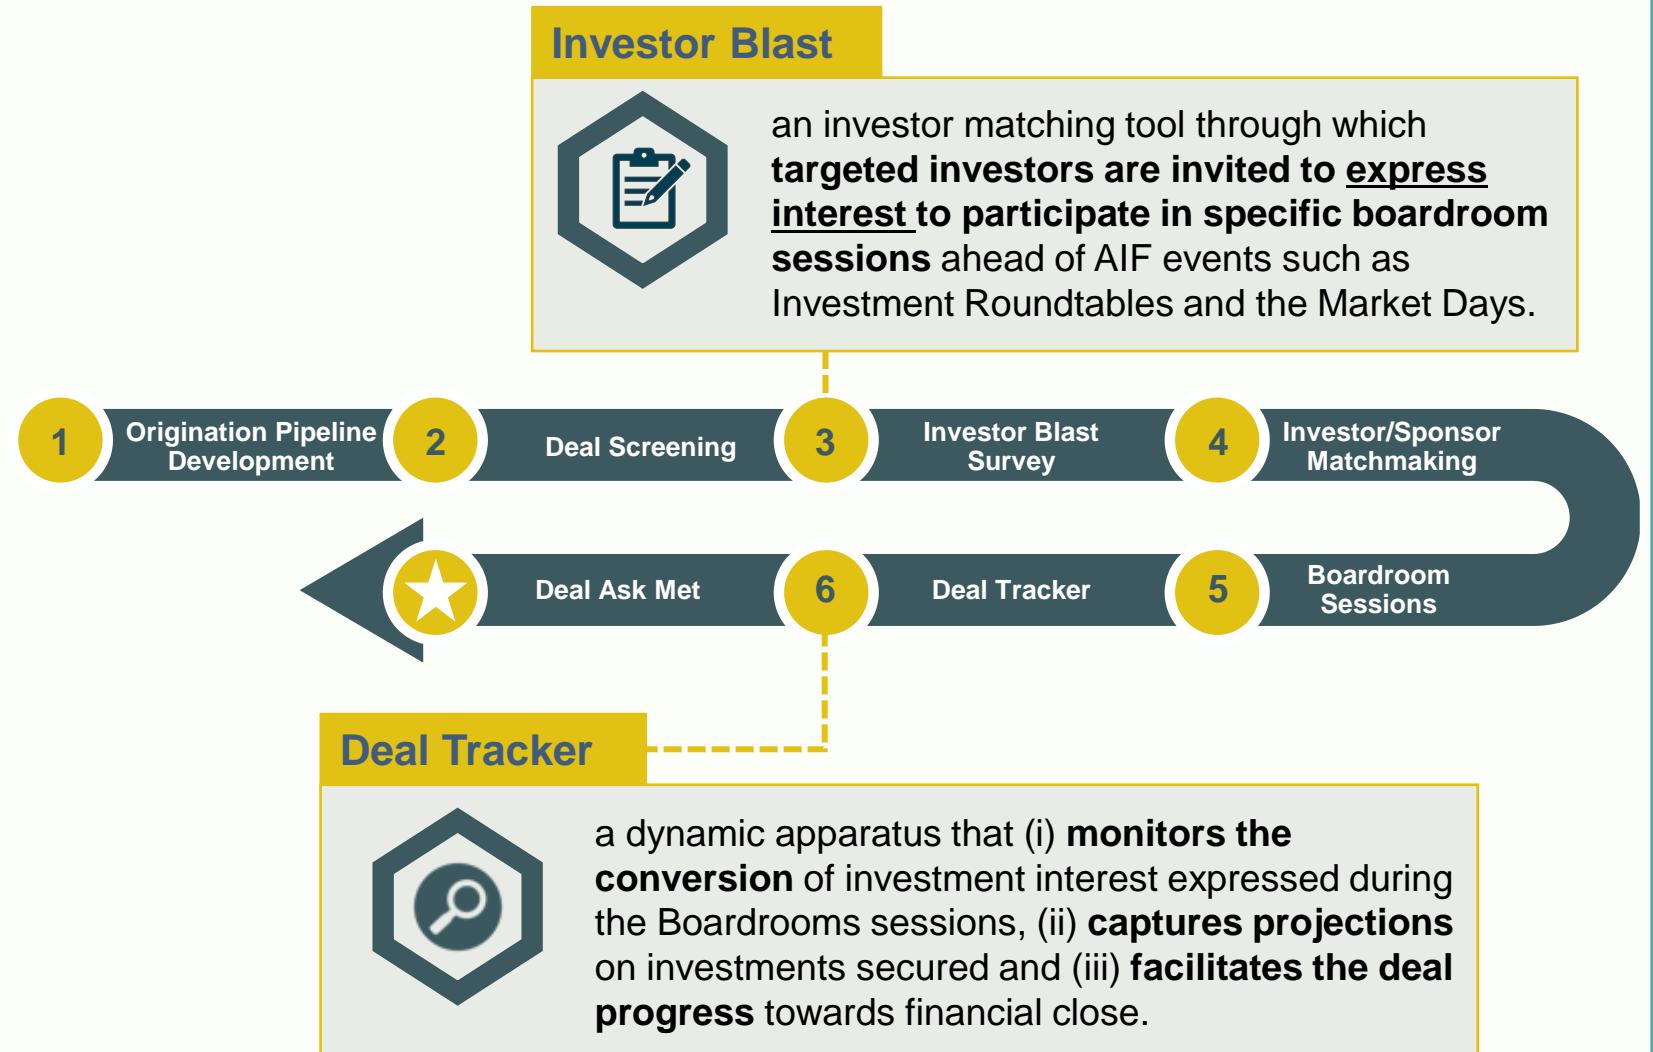 Investor Blast
an investor matching tool through which
targeted investors are invited to express
interest to participate in specific boardroom
sessions ahead of AIF events such as
Investment Roundtables and the Market Days.
1
Origination Pipeline
Development
2
Deal Screening
3
Investor Blast
Survey
4
Investor/Sponsor
Matchmaking
Deal Ask Met
6
Deal Tracker
5
Boardroom
Sessions
Deal Tracker
a dynamic apparatus that (i) monitors the
conversion of investment interest expressed during
the Boardrooms sessions, (ii) captures projections
on investments secured and (iii) facilitates the deal
progress towards financial close.